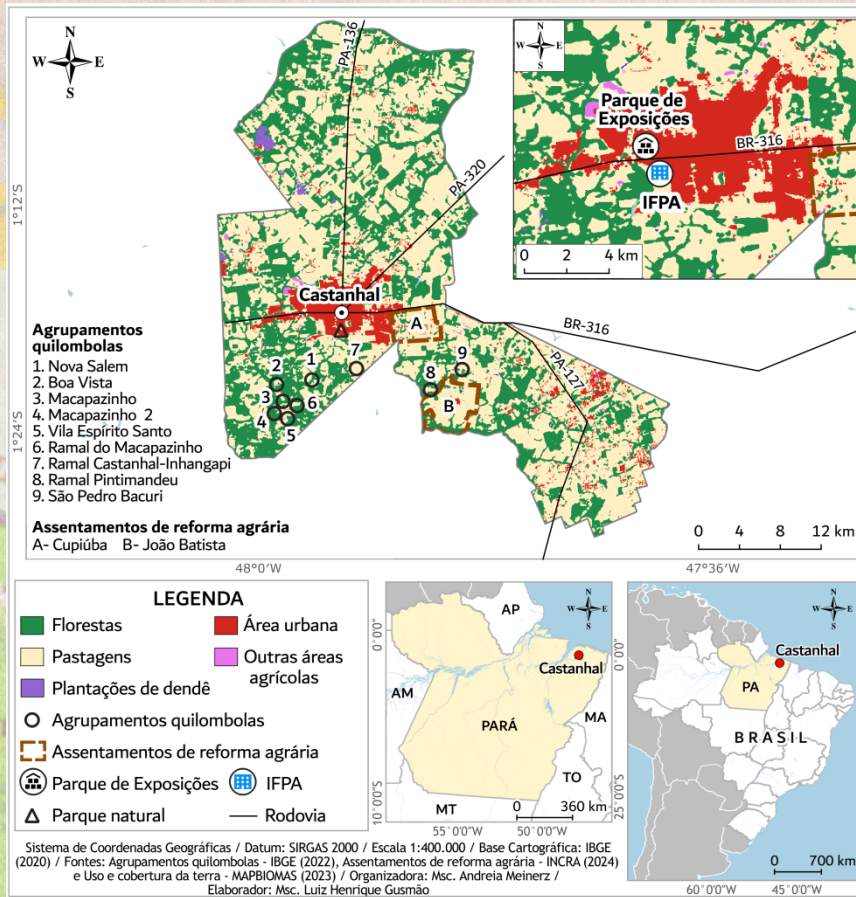 N
W E
S
PA-136
PA-320
1°12'S
Castanhal
A
BR-316
PA-127
7
9
2
1
8
3
6
B
4
5
1°24'S
Agrupamentos
quilombolas
1. Nova Salem
2. Boa Vista
3. Macapazinho
4. Macapazinho 2
5. Vila Espírito Santo
6. Ramal do Macapazinho
7. Ramal Castanhal-Inhangapi
8. Ramal Pintimandeu
9. São Pedro Bacuri
Assentamentos de reforma agrária
A- Cupiúba B- João Batista
0 4 8 12 km
48°0'W
47°36'W
N
W E
S
Parque de
Exposições
BR-316
IFPA
0 2 4 km
LEGENDA
Florestas
Área urbana
Pastagens
Outras áreas
agrícolas
Plantações de dendê
Agrupamentos quilombolas
Assentamentos de reforma agrária
Parque de Exposições
IFPA
Parque natural
Rodovia
N
W E
S
AP
0°0'0"
Castanhal
AM
PARÁ
MA
TO
MT
10°0'0"S
0 360 km
55°0'0"W 50°0'0"W
N
W E
S
Castanhal
0°0'0"
PA
BRASIL
25°0'0"S
0 700 km
60°0'0"W 45°0'0"W
Sistema de Coordenadas Geográficas / Datum: SIRGAS 2000 / Escala 1:400.000 / Base Cartográfica: IBGE
(2020) / Fontes: Agrupamentos quilombolas - IBGE (2022), Assentamentos de reforma agrária - INCRA (2024)
e Uso e cobertura da terra - MAPBIOMAS (2023) / Organizadora: Msc. Andreia Meinerz /
Elaborador: Msc. Luiz Henrique Gusmão